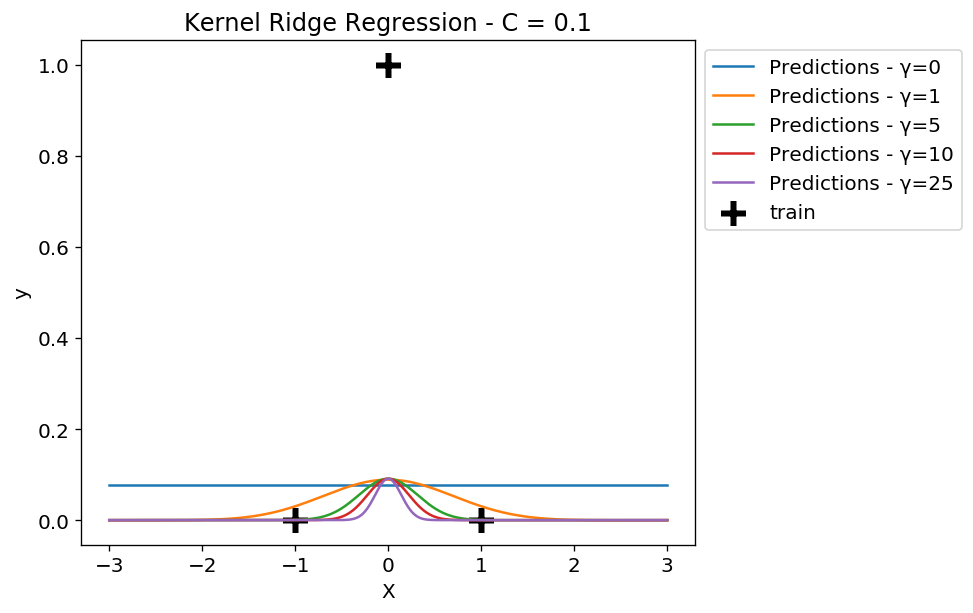 Kernel Ridge Regression - C = 0.1
1.0
0.8
0.6
0.4
0.2
0.0
y
−3
−2
−1
0
1
2
3
X
Predictions - γ=0
Predictions - γ=1
Predictions - γ=5
Predictions - γ=10
Predictions - γ=25
train